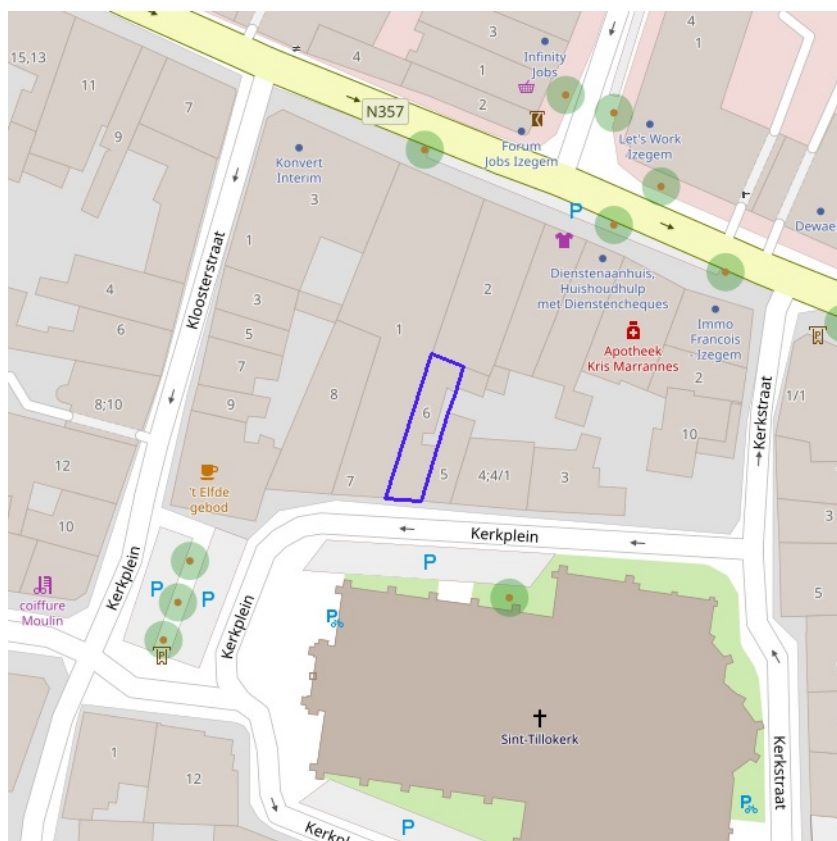 15,13
11
9
7
4
3
1
2
4
1
Infinity
Jobs
N357
Forum
Jobs Izegem
Let's Work
Izegem
Konvert
Interim
3
1
3
5
7
9
Kloosterstraat
4
6
8;10
12
10
P
2
Dienstenaanhuis,
Huishoudhulp
met Dienstencheques
Dewae
Immo
Francois
- Izegem
Apotheek
Kris Marrannes
2
10
1/1
3
5
Kerkstraat
1
8
6
7
5
4;4/1
3
't Elfde
gebod
Kerkplein
Kerkplein
Kerkplein
P
P
P
P
P
coiffure
Moulin
P
Sint-Tillokerk
1
12
Kerkstraat
P
P
Kerkpl